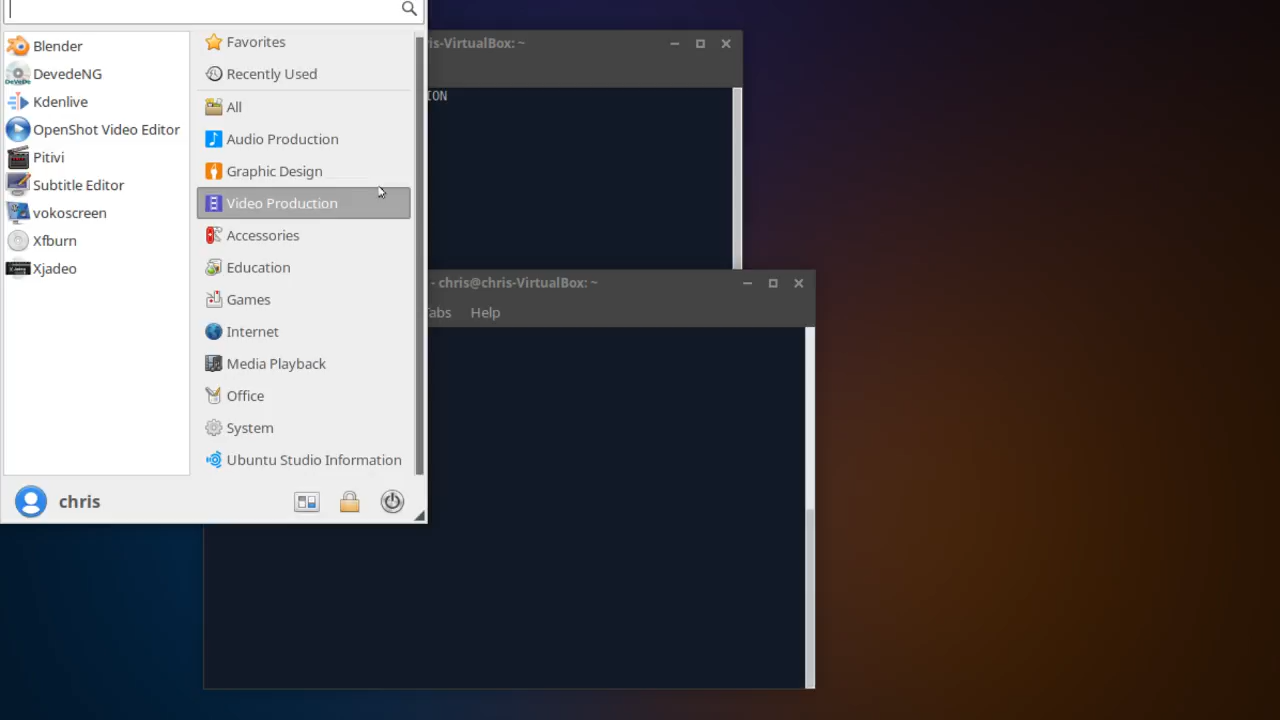 Blender
DevedeNG
Kdenlive
OpenShot Video Editor
Pitivi
Subtitle Editor
vokoscreen
Xfburn
Xjadeo
Favorites
Recently Used
All
Audio Production
Graphic Design
Video Production
Accessories
Education
Games
Internet
Media Playback
Office
System
Ubuntu Studio Information
chris
is-VirtualBox: ~
ION
- chris@chris-VirtualBox: ~
Tabs Help